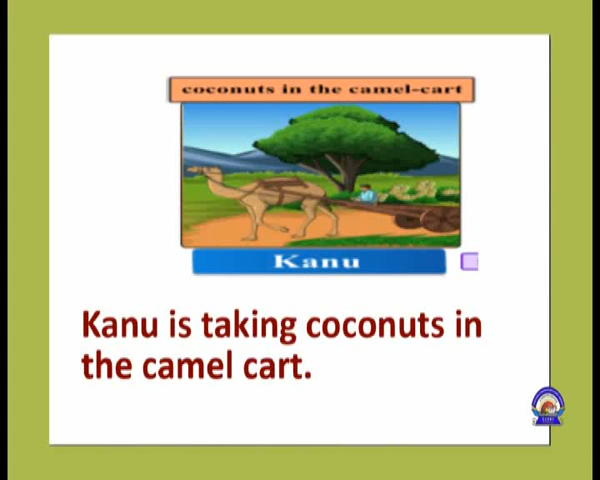 coconuts in the camel-cart
Kanu
Kanu is taking coconuts in
the camel cart.